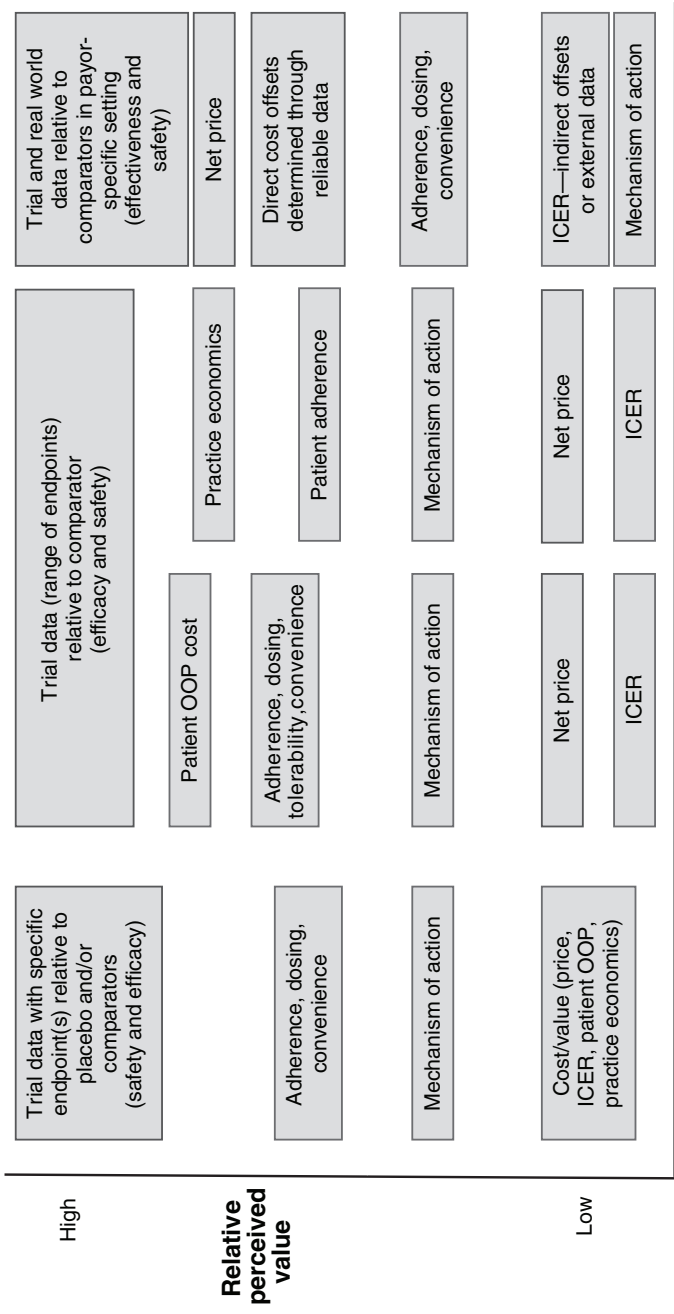 High
Relative
perceived
value
Low
Trial data with specific
endpoint(s) relative to
placebo and/or
comparators
(safety and efficacy)
Adherence, dosing,
convenience
Mechanism of action
Cost/value (price,
ICER, patient OOP,
practice economics)
Trial data (range of endpoints)
relative to comparator
(efficacy and safety)
Patient OOP cost
Adherence, dosing,
tolerability,convenience
Mechanism of action
Net price
ICER
Practice economics
Patient adherence
Mechanism of action
Net price
ICER
Trial and real world
data relative to
comparators in payor-
specific setting
(effectiveness and
safety)
Net price
Direct cost offsets
determined through
reliable data
Adherence, dosing,
convenience
ICER—indirect offsets
or external data
Mechanism of action